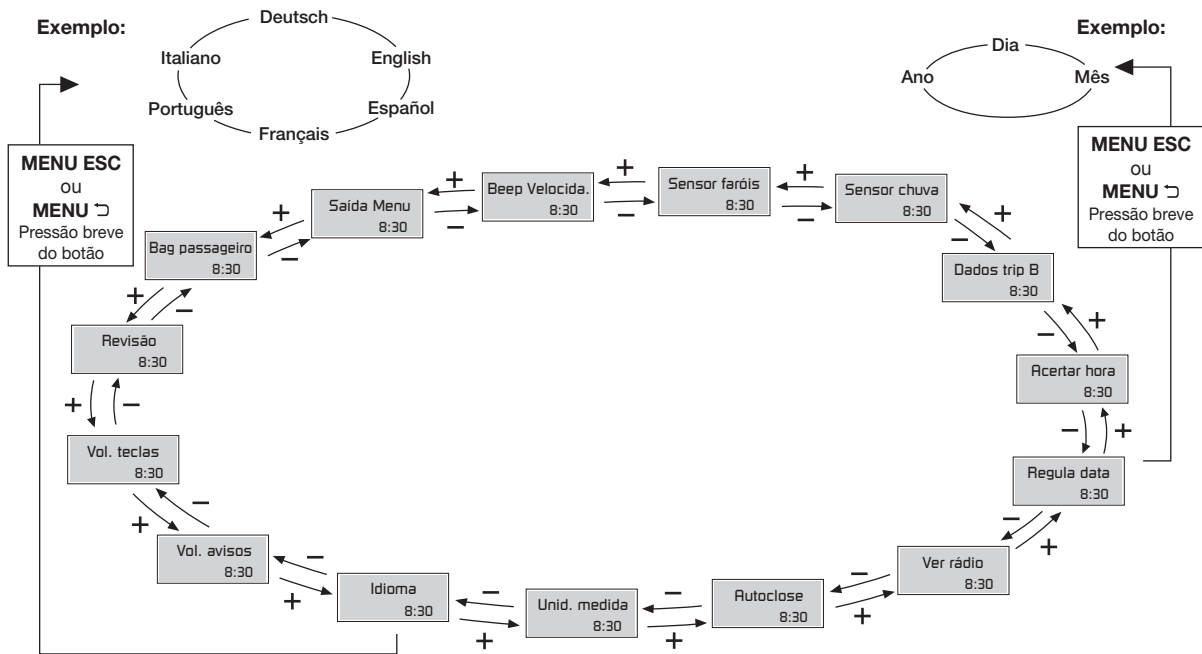 Exemplo:
Deutsch
Italiano
English
Português
Español
Français
Exemplo:
Dia
Ano
Mês
MENU ESC
ou
MENU ⮌
Pressão breve
do botão
MENU ESC
ou
MENU ⮌
Pressão breve
do botão
Saída Menu
8:30
Beep Velocida.
8:30
Sensor faróis
8:30
Sensor chuva
8:30
Bag passageiro
8:30
Dados trip B
8:30
Revisão
8:30
Acertar hora
8:30
Vol. teclas
8:30
Regula data
8:30
Vol. avisos
8:30
Idioma
8:30
Unid. medida
8:30
Autoclose
8:30
Ver rádio
8:30
+
−
+
−
+
−
+
−
+
−
+
−
+
−
+
−
+
−
+
−
+
−
+
−
+
−
+
−
+
−